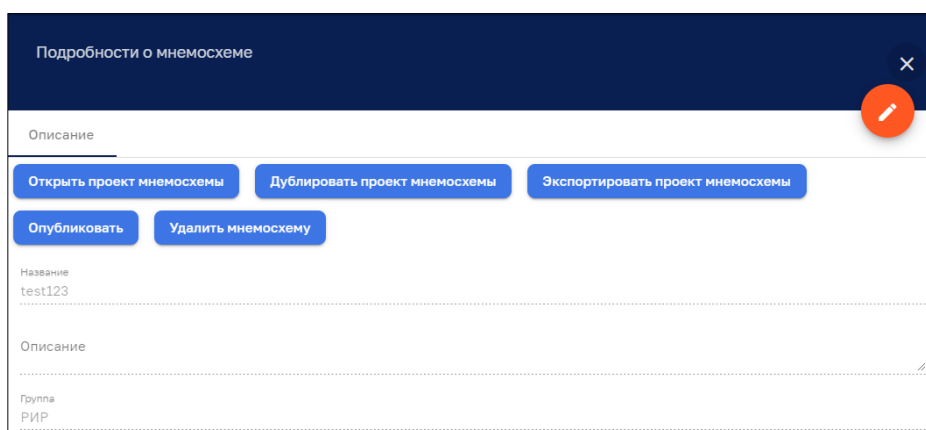 Подробности о мнемосхеме
Описание
Открыть проект мнемосхемы Дублировать проект мнемосхемы Экспортировать проект мнемосхемы
Опубликовать Удалить мнемосхему
Название
test123
Описание
Группа
РИР